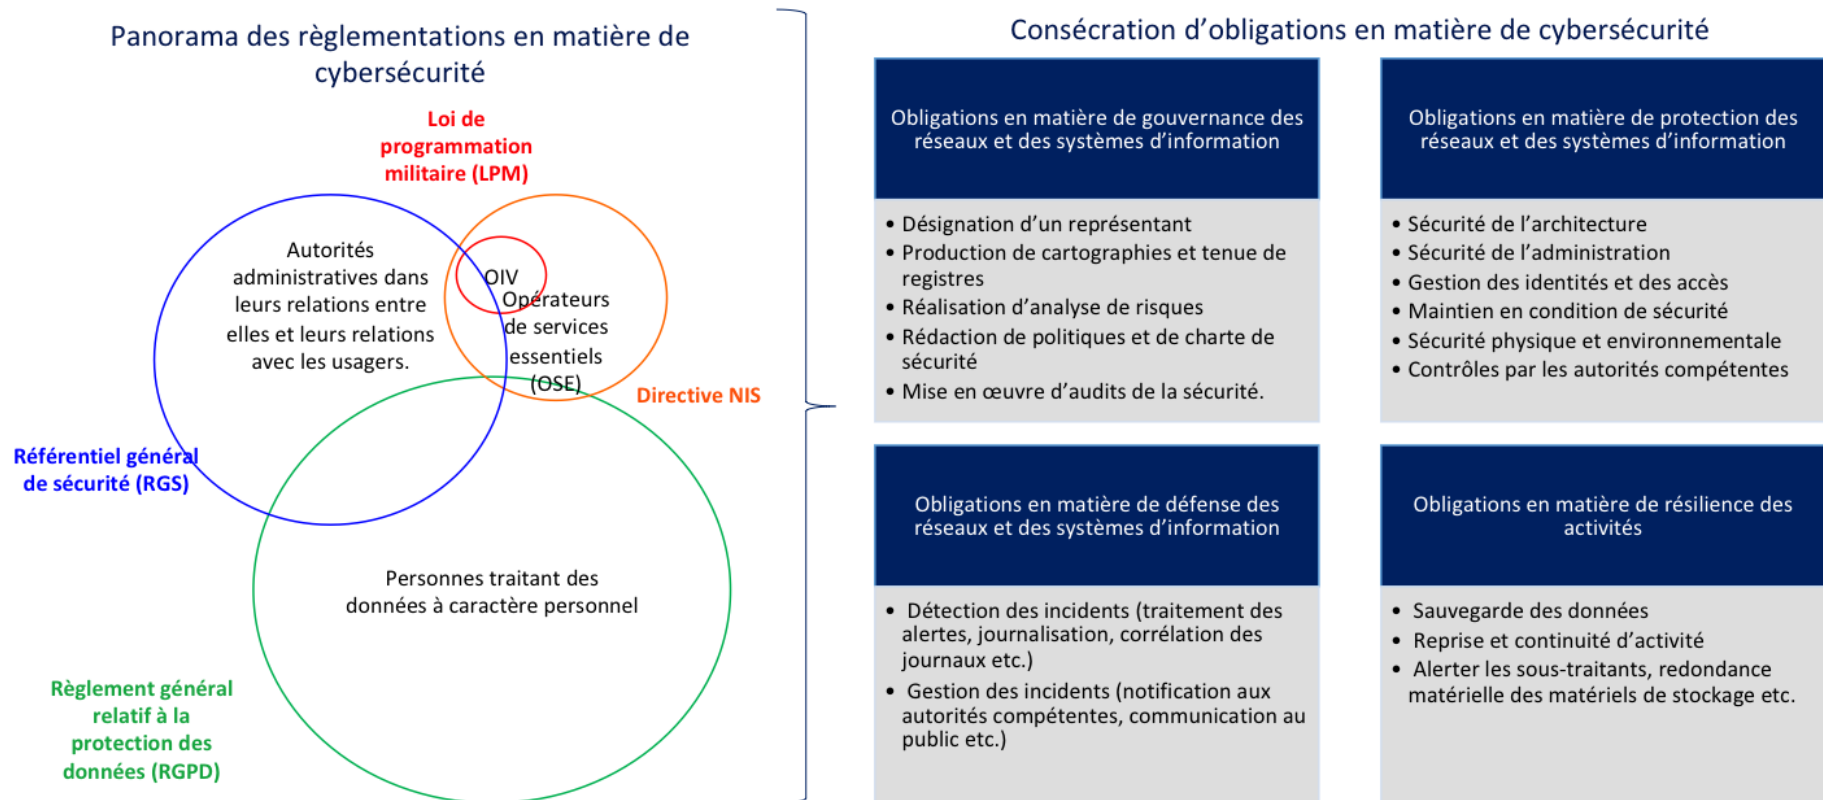 Panorama des règlementations en matière de
cybersécurité
Loi de
programmation
militaire (LPM)
Autorités
administratives dans
leurs relations entre
elles et leurs relations
avec les usagers.
OIV
Opérateurs
de services
essentiels
(OSE)
Directive NIS
Référentiel général
de sécurité (RGS)
Personnes traitant des
données à caractère personnel
Règlement général
relatif à la
protection des
données (RGPD)
Consécration d’obligations en matière de cybersécurité
Obligations en matière de gouvernance des
réseaux et des systèmes d’information
• Désignation d’un représentant
• Production de cartographies et tenue de
registres
• Réalisation d’analyse de risques
• Rédaction de politiques et de charte de
sécurité
• Mise en œuvre d’audits de la sécurité.
Obligations en matière de protection des
réseaux et des systèmes d’information
• Sécurité de l’architecture
• Sécurité de l’administration
• Gestion des identités et des accès
• Maintien en condition de sécurité
• Sécurité physique et environnementale
• Contrôles par les autorités compétentes
Obligations en matière de défense des
réseaux et des systèmes d’information
• Détection des incidents (traitement des
alertes, journalisation, corrélation des
journaux etc.)
• Gestion des incidents (notification aux
autorités compétentes, communication au
public etc.)
Obligations en matière de résilience des
activités
• Sauvegarde des données
• Reprise et continuité d’activité
• Alerter les sous-traitants, redondance
matérielle des matériels de stockage etc.